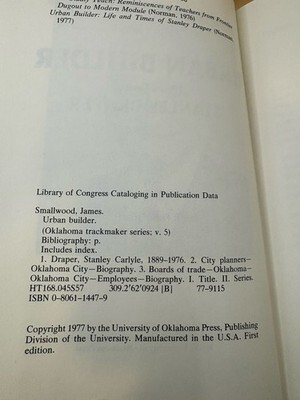 Teach: Reminiscences of Teachers from Frontier
Dugout to Modern Module (Norman, 1976)
Urban Builder: Life and Times of Stanley Draper (Norman,
1977)
Library of Congress Cataloging in Publication Data
Smallwood, James.
Urban builder.
(Oklahoma trackmaker series; v. 5)
Bibliography: p.
Includes index.
1. Draper, Stanley Carlyle, 1889–1976. 2. City planners—
Oklahoma City—Biography. 3. Boards of trade—Oklahoma—
Oklahoma City—Employees—Biography. I. Title. II. Series.
HT168.O45S57 309.2'62'0924 [B] 77-9115
ISBN 0-8061-1447-9
Copyright 1977 by the University of Oklahoma Press, Publishing
Division of the University. Manufactured in the U.S.A. First
edition.